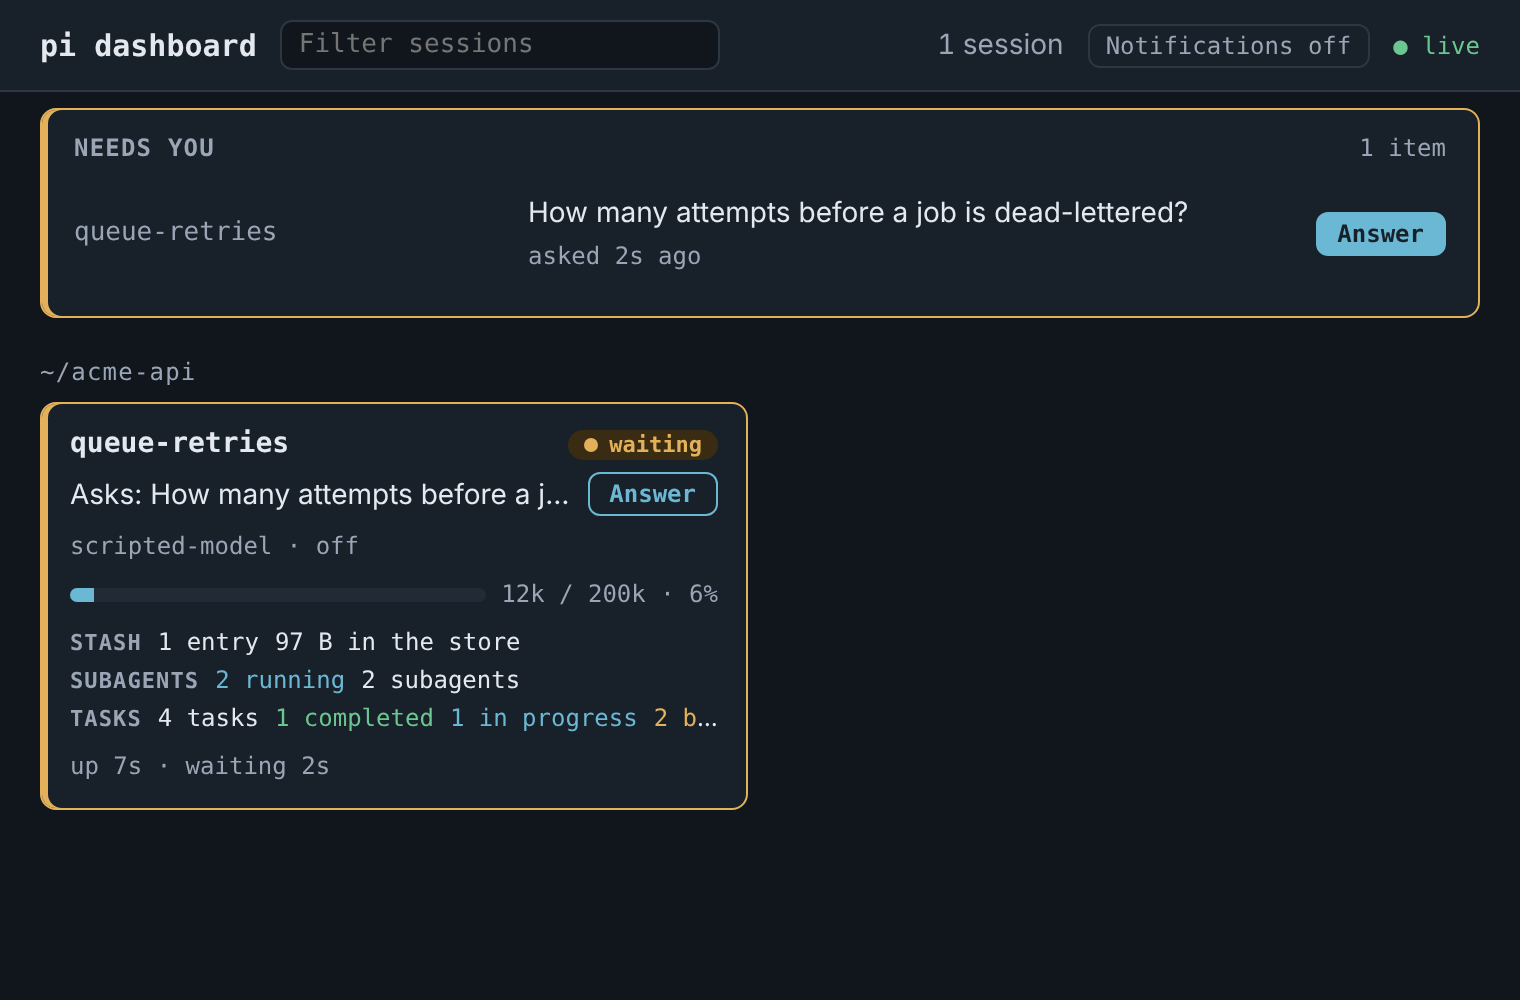 pi dashboard Filter sessions 1 session Notifications off ● live
NEEDS YOU 1 item
queue-retries How many attempts before a job is dead-lettered? Answer
asked 2s ago
~/acme-api
queue-retries ● waiting
Asks: How many attempts before a j... Answer
scripted-model · off
12k / 200k · 6%
STASH 1 entry 97 B in the store
SUBAGENTS 2 running 2 subagents
TASKS 4 tasks 1 completed 1 in progress 2 b...
up 7s · waiting 2s